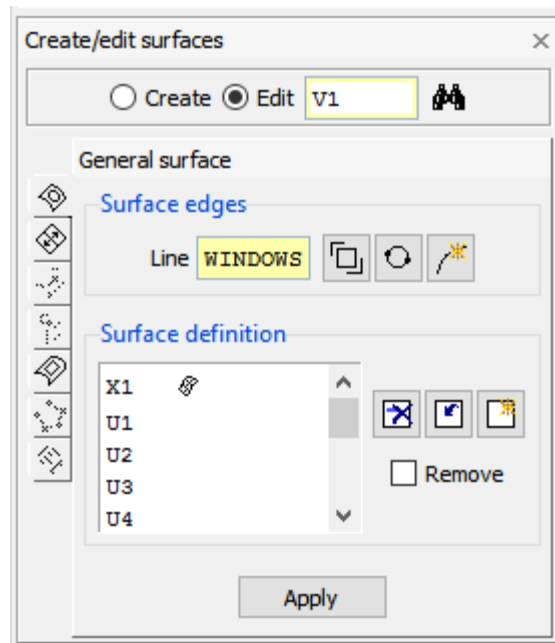 Create/edit surfaces
Create Edit V1
General surface
Surface edges
Line WINDOWS
Surface definition
X1
U1
U2
U3
U4
Remove
Apply